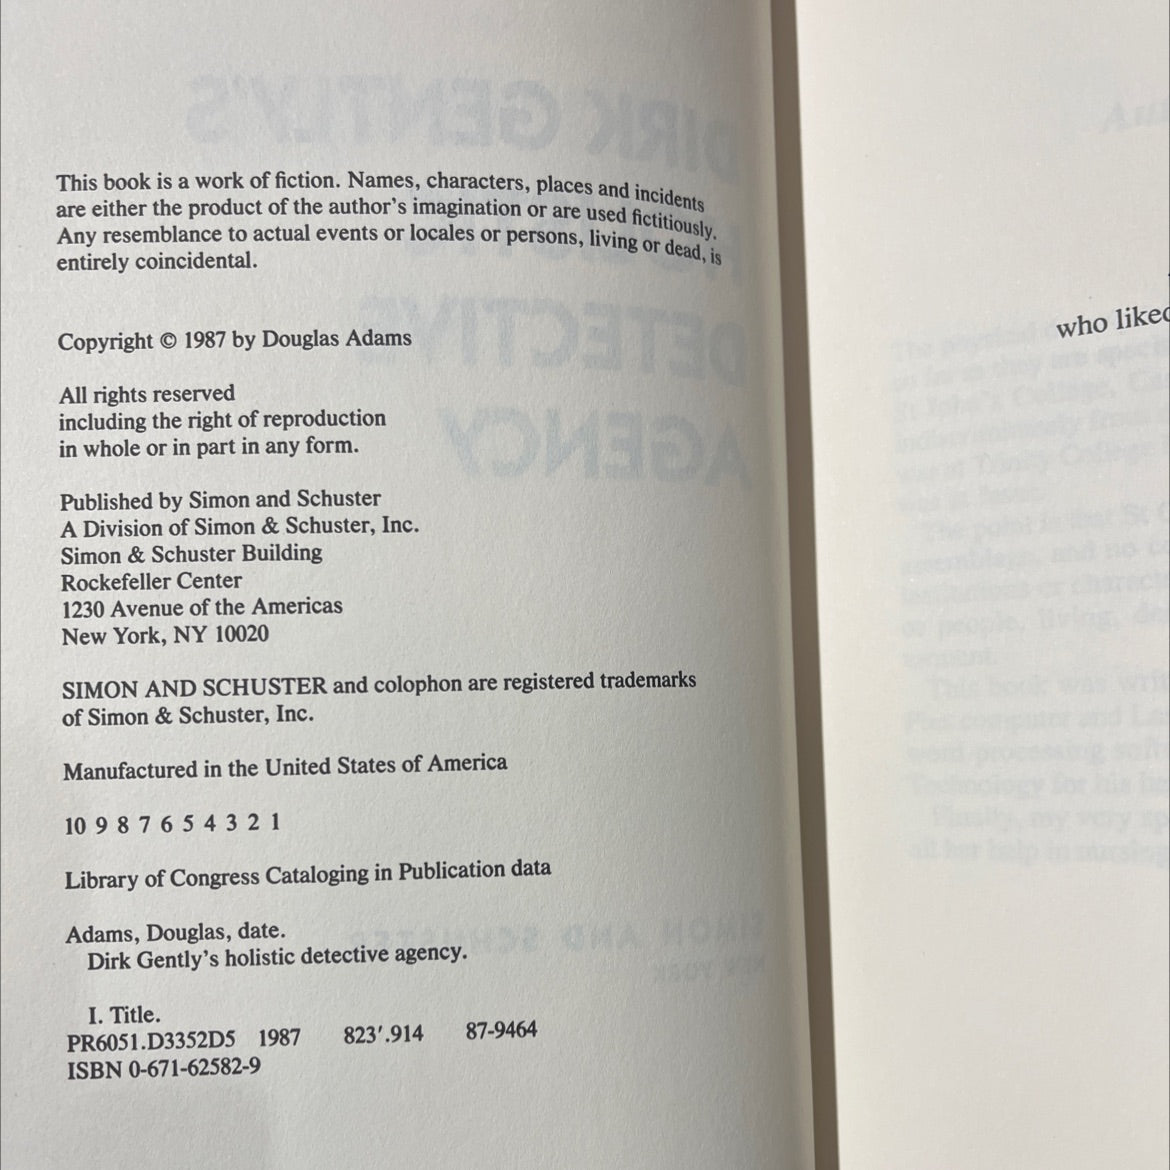 This book is a work of fiction. Names, characters, places and incidents
are either the product of the author's imagination or are used fictitiously.
Any resemblance to actual events or locales or persons, living or dead, is
entirely coincidental.
Copyright © 1987 by Douglas Adams
All rights reserved
including the right of reproduction
in whole or in part in any form.
Published by Simon and Schuster
A Division of Simon & Schuster, Inc.
Simon & Schuster Building
Rockefeller Center
1230 Avenue of the Americas
New York, NY 10020
SIMON AND SCHUSTER and colophon are registered trademarks
of Simon & Schuster, Inc.
Manufactured in the United States of America
10 9 8 7 6 5 4 3 2 1
Library of Congress Cataloging in Publication data
Adams, Douglas, date.
Dirk Gently's holistic detective agency.
I. Title.
PR6051.D3352D5 1987 823′.914 87-9464
ISBN 0-671-62582-9
who liked